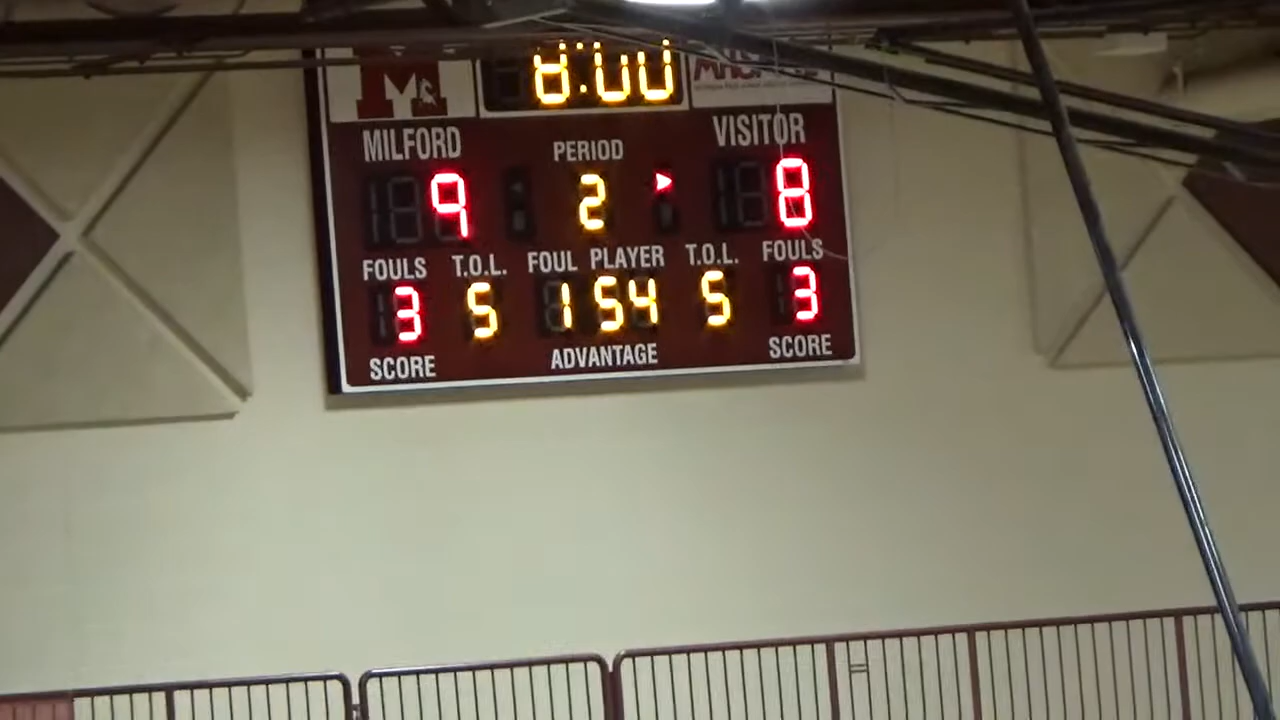 M
8:00
MILFORD
PERIOD
VISITOR
9 2 8
FOULS T.O.L. FOUL PLAYER T.O.L. FOULS
3 5 1 54 5 3
SCORE ADVANTAGE SCORE